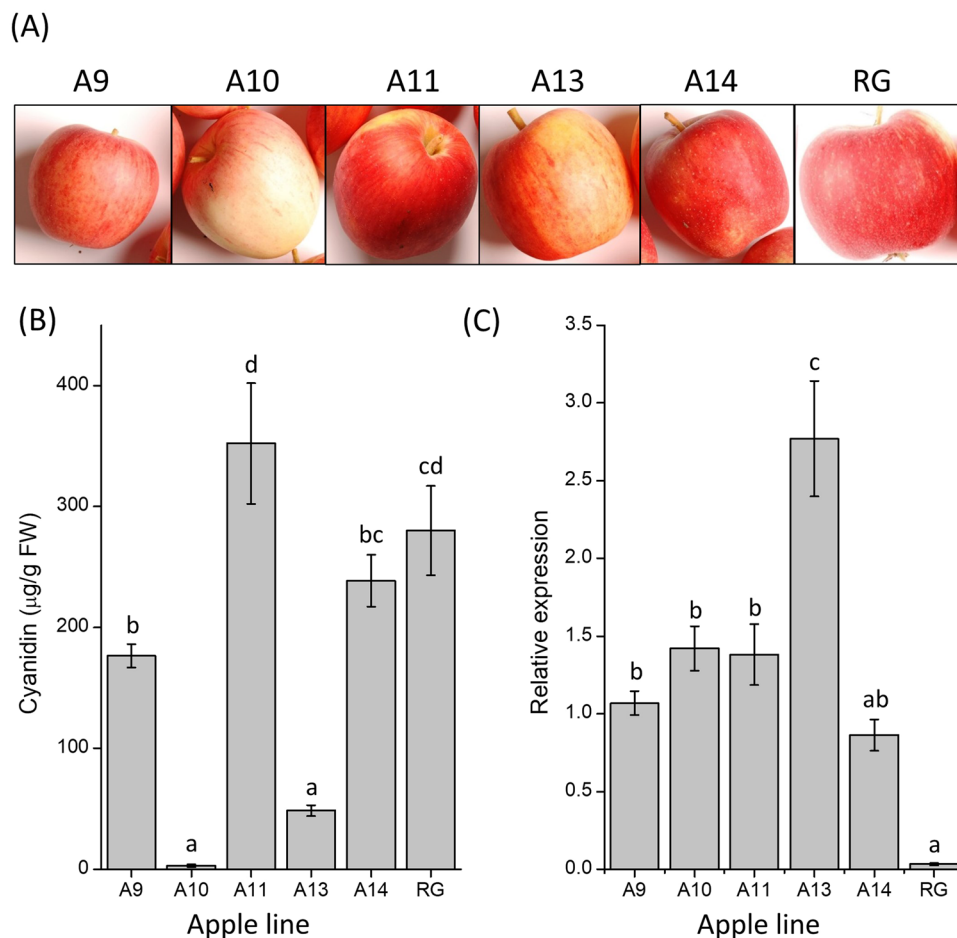 (A)
A9 A10 A11 A13 A14 RG
(B)
Cyanidin (µg/g FW)
400
300
200
100
0
b
a
d
a
bc
cd
A9 A10 A11 A13 A14 RG
Apple line
(C)
Relative expression
3.5
3.0
2.5
2.0
1.5
1.0
0.5
0.0
b
b
b
c
ab
a
A9 A10 A11 A13 A14 RG
Apple line